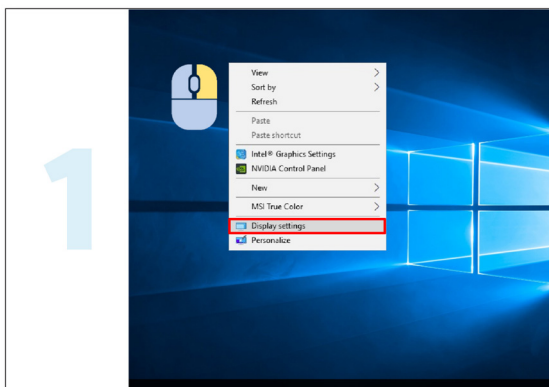 1
View
Sort by
Refresh
Paste
Paste shortcut
Intel® Graphics Settings
NVIDIA Control Panel
New
MSI True Color
Display settings
Personalize